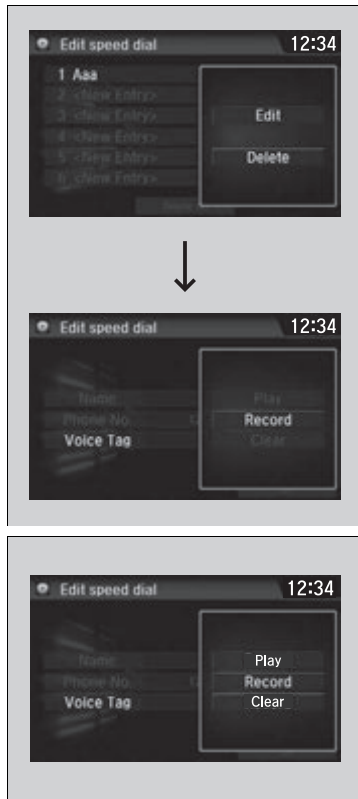 Edit speed dial 12:34
1 Aaa
2 <New Entry>
3 <New Entry>
4 <New Entry>
5 <New Entry>
6 <New Entry>
Edit
Delete
Edit speed dial 12:34
Name
Play
Phone No.
Record
Voice Tag
Clear
Edit speed dial 12:34
Name
Play
Phone No.
Record
Voice Tag
Clear